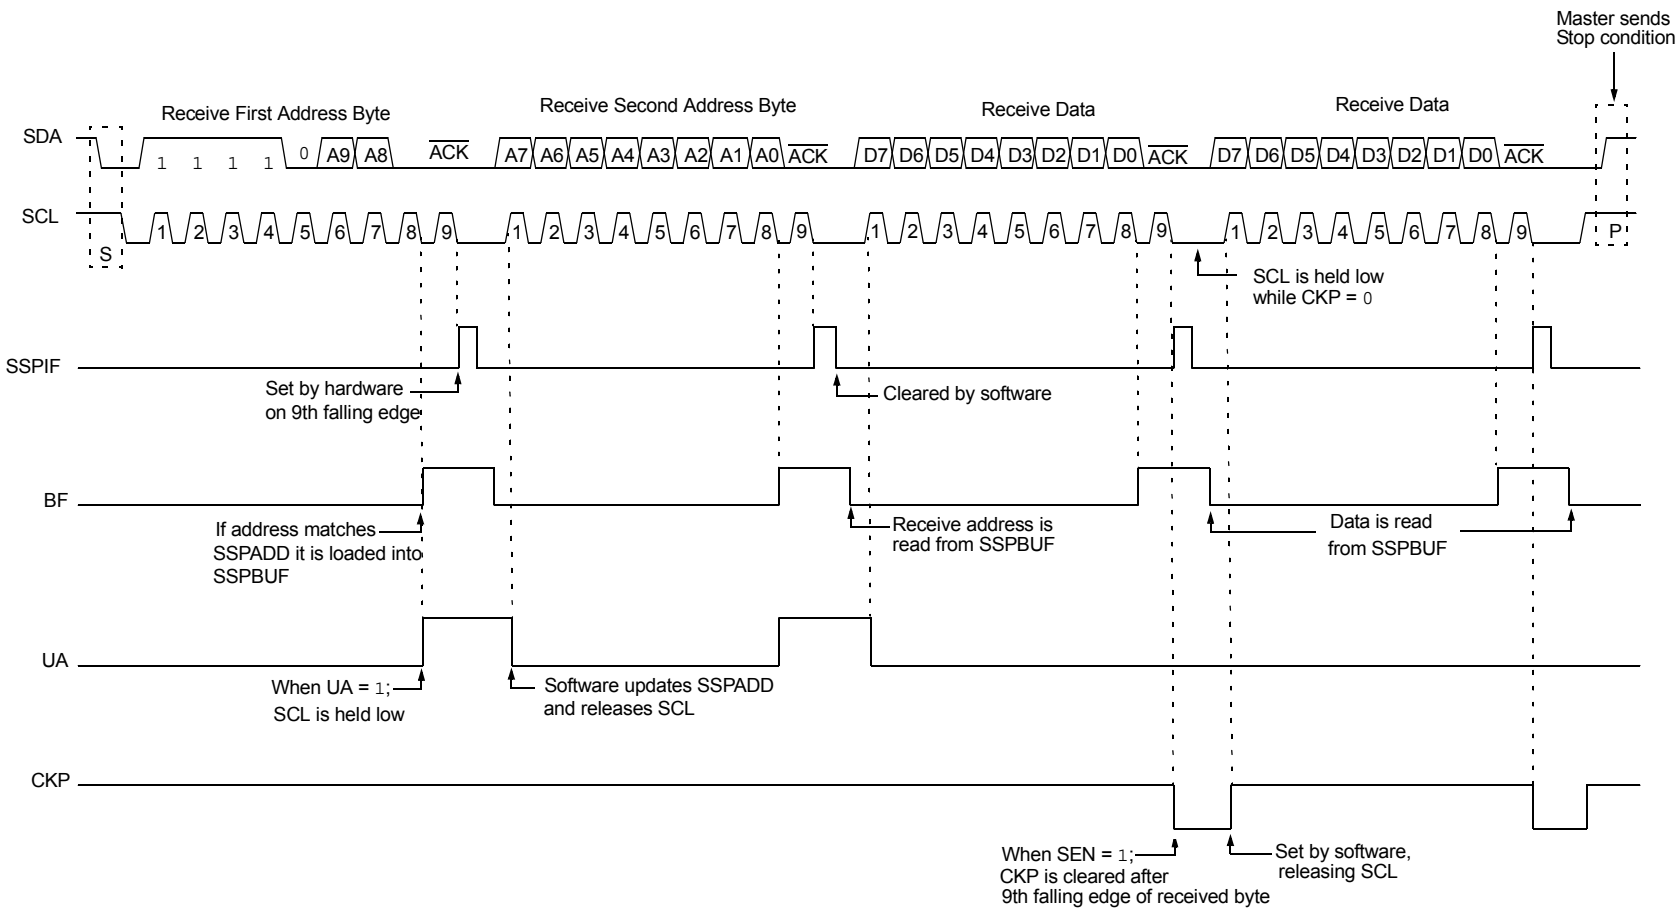 Master sends
Stop condition
Receive First Address Byte
Receive Second Address Byte
Receive Data
Receive Data
SDA
1 1 1 1 0 A9 A8 ACK A7 A6 A5 A4 A3 A2 A1 A0 ACK D7 D6 D5 D4 D3 D2 D1 D0 ACK D7 D6 D5 D4 D3 D2 D1 D0 ACK
SCL
S 1 2 3 4 5 6 7 8 9 1 2 3 4 5 6 7 8 9 1 2 3 4 5 6 7 8 9 1 2 3 4 5 6 7 8 9 P
SCL is held low
while CKP = 0
SSPIF
Set by hardware
on 9th falling edge
Cleared by software
BF
If address matches
SSPADD it is loaded into
SSPBUF
Receive address is
read from SSPBUF
Data is read
from SSPBUF
UA
When UA = 1;
SCL is held low
Software updates SSPADD
and releases SCL
CKP
When SEN = 1;
CKP is cleared after
9th falling edge of received byte
Set by software,
releasing SCL